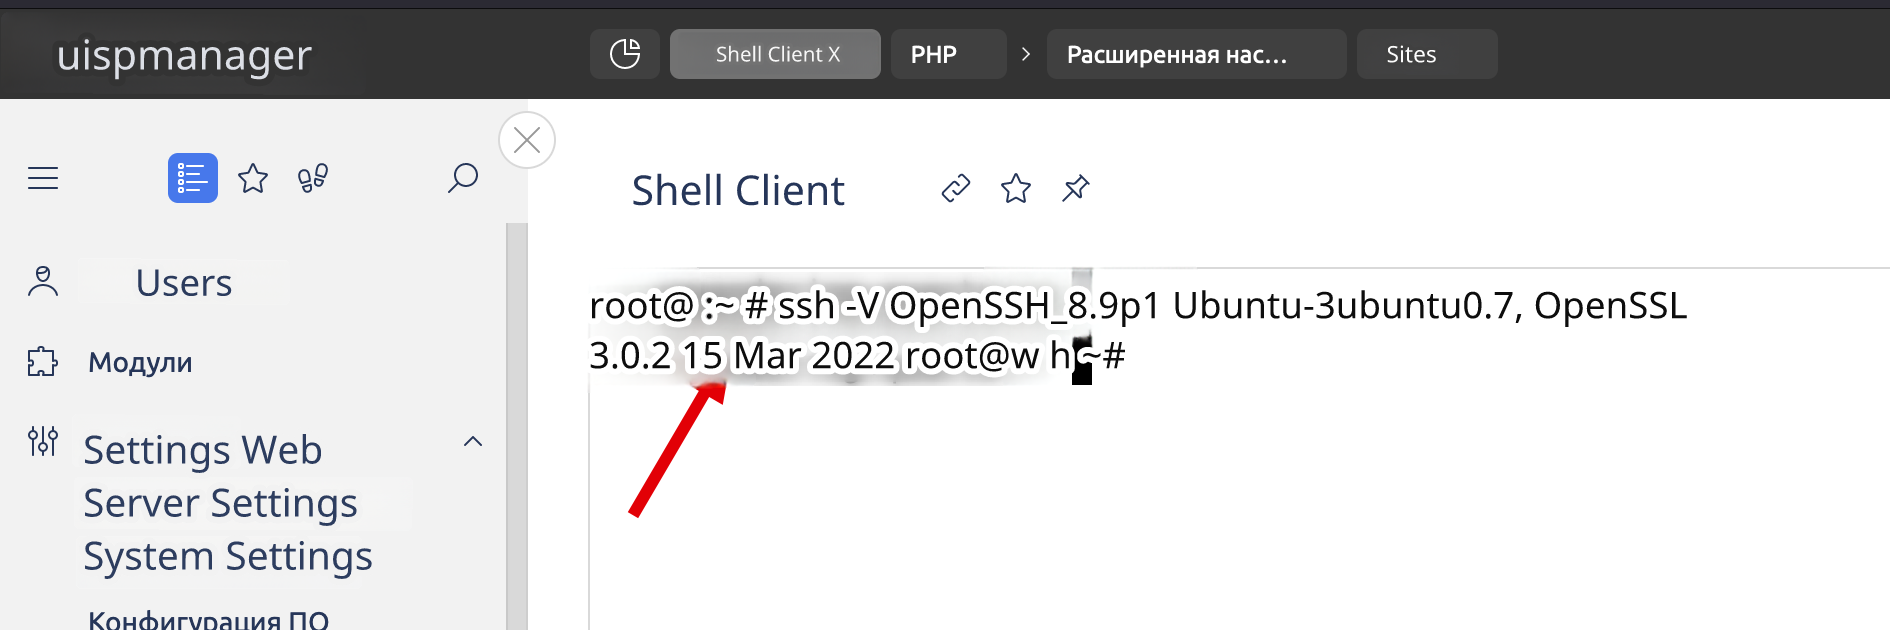 uispmanager
Shell Client X
PHP
Расширенная нас...
Sites
Shell Client
Users
Модули
Settings Web
Server Settings
System Settings
Конфигурация ПО
root@ :~ # ssh -V OpenSSH_8.9p1 Ubuntu-3ubuntu0.7, OpenSSL
3.0.2 15 Mar 2022 root@w h ~#